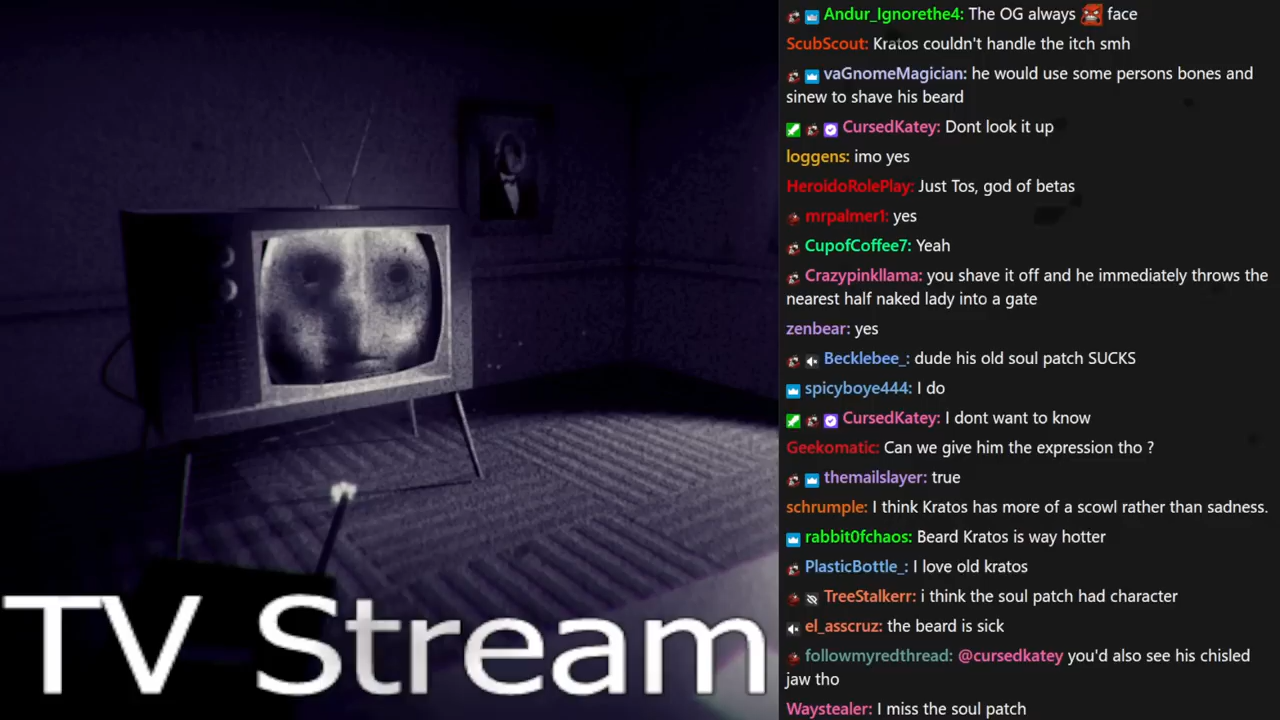 Andur_Ignorethe4: The OG always face
ScubScout: Kratos couldn't handle the itch smh
vaGnomeMagician: he would use some persons bones and
sinew to shave his beard
CursedKatey: Dont look it up
loggens: imo yes
HeroidoRolePlay: Just Tos, god of betas
mrpalmer1: yes
CupofCoffee7: Yeah
Crazypinkllama: you shave it off and he immediately throws the
nearest half naked lady into a gate
zenbear: yes
Becklebee_: dude his old soul patch SUCKS
spicyboye444: I do
CursedKatey: I dont want to know
Geekomatic: Can we give him the expression tho ?
themailslayer: true
schrumple: I think Kratos has more of a scowl rather than sadness.
rabbit0fchaos: Beard Kratos is way hotter
PlasticBottle_: I love old kratos
TreeStalkerr: i think the soul patch had character
el_asscruz: the beard is sick
followmyredthread: @cursedkatey you'd also see his chisled
jaw tho
Waystealer: I miss the soul patch
TV Stream